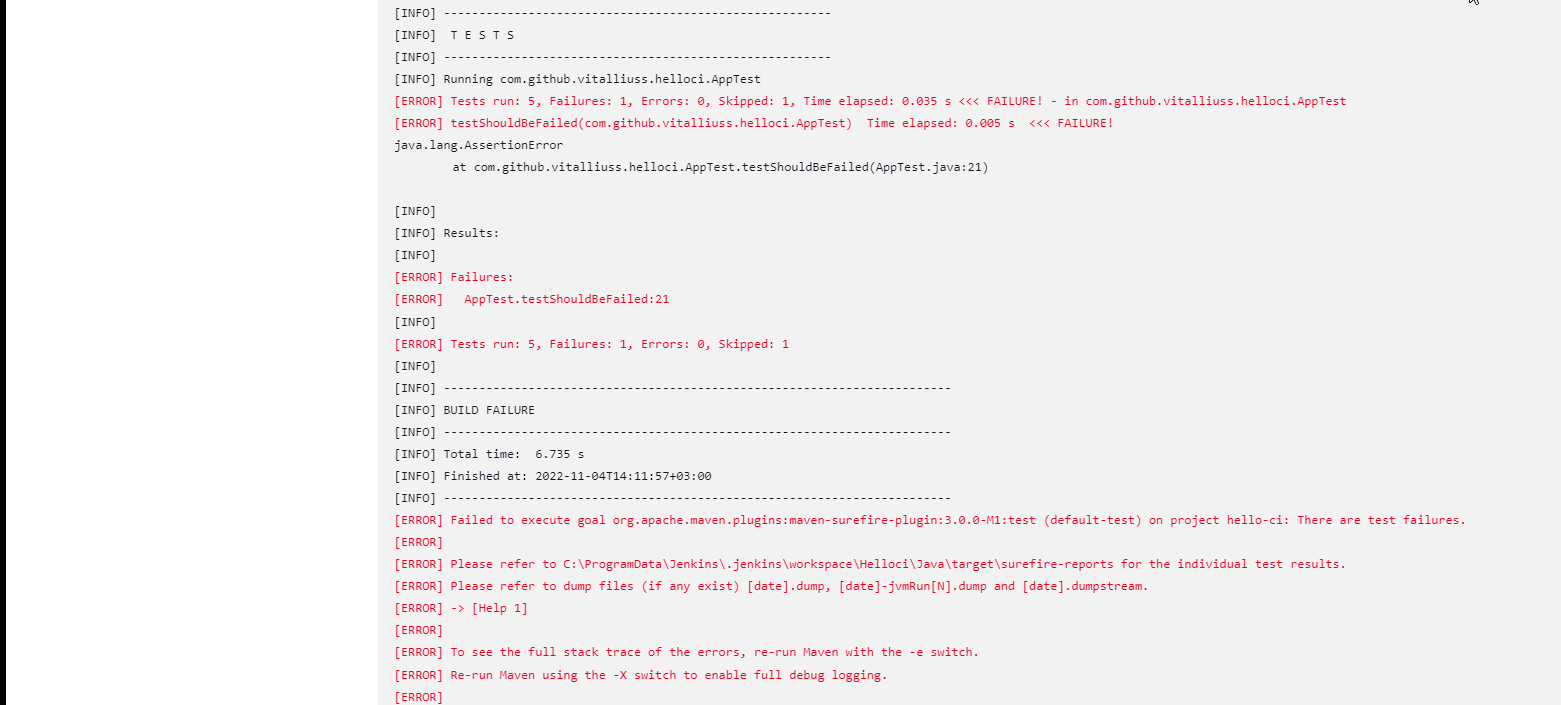 [INFO] -------------------------------------------------------
[INFO]  T E S T S
[INFO] -------------------------------------------------------
[INFO] Running com.github.vitalliuss.helloci.AppTest
[ERROR] Tests run: 5, Failures: 1, Errors: 0, Skipped: 1, Time elapsed: 0.035 s <<< FAILURE! - in com.github.vitalliuss.helloci.AppTest
[ERROR] testShouldBeFailed(com.github.vitalliuss.helloci.AppTest)  Time elapsed: 0.005 s  <<< FAILURE!
java.lang.AssertionError
	at com.github.vitalliuss.helloci.AppTest.testShouldBeFailed(AppTest.java:21)
[INFO]
[INFO] Results:
[INFO]
[ERROR] Failures:
[ERROR]   AppTest.testShouldBeFailed:21
[INFO]
[ERROR] Tests run: 5, Failures: 1, Errors: 0, Skipped: 1
[INFO]
[INFO] ------------------------------------------------------------------------
[INFO] BUILD FAILURE
[INFO] ------------------------------------------------------------------------
[INFO] Total time:  6.735 s
[INFO] Finished at: 2022-11-04T14:11:57+03:00
[INFO] ------------------------------------------------------------------------
[ERROR] Failed to execute goal org.apache.maven.plugins:maven-surefire-plugin:3.0.0-M1:test (default-test) on project hello-ci: There are test failures.
[ERROR]
[ERROR] Please refer to C:\ProgramData\Jenkins\.jenkins\workspace\Helloci\Java\target\surefire-reports for the individual test results.
[ERROR] Please refer to dump files (if any exist) [date].dump, [date]-jvmRun[N].dump and [date].dumpstream.
[ERROR] -> [Help 1]
[ERROR]
[ERROR] To see the full stack trace of the errors, re-run Maven with the -e switch.
[ERROR] Re-run Maven using the -X switch to enable full debug logging.
[ERROR]